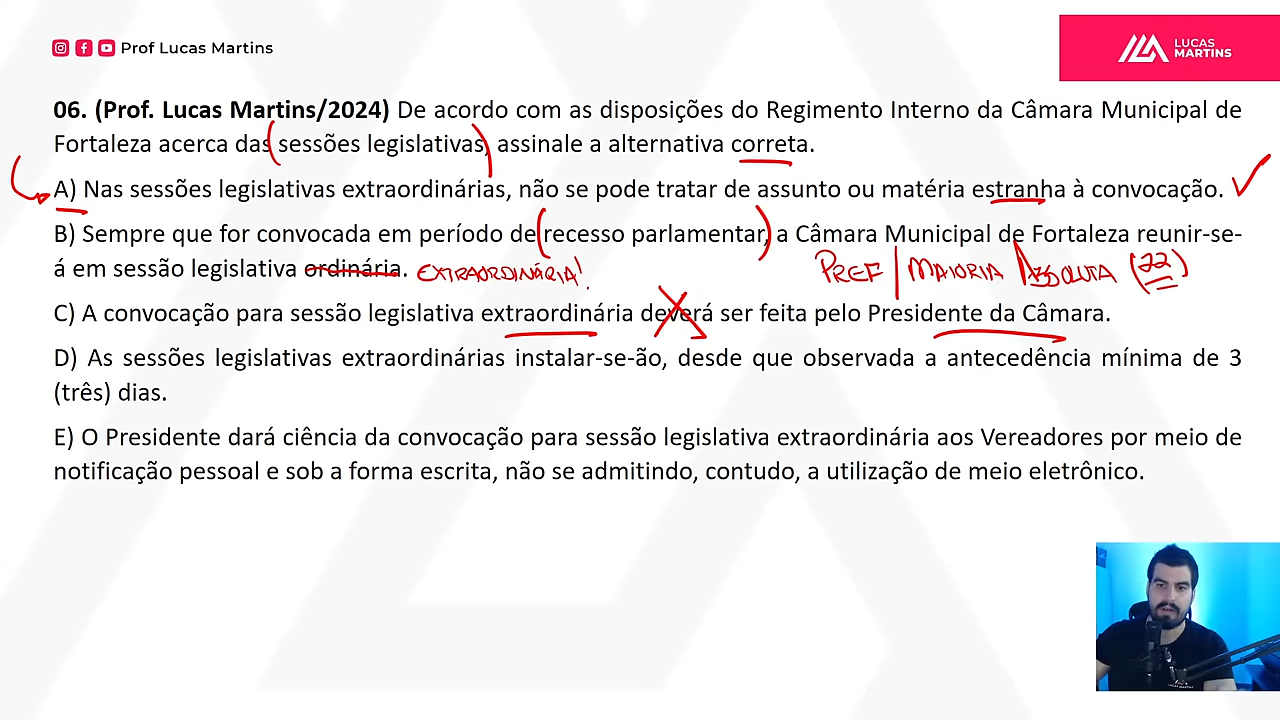 Prof Lucas Martins
LUCAS
MARTINS
06. (Prof. Lucas Martins/2024) De acordo com as disposições do Regimento Interno da Câmara Municipal de
Fortaleza acerca das sessões legislativas, assinale a alternativa correta.
A) Nas sessões legislativas extraordinárias, não se pode tratar de assunto ou matéria estranha à convocação.
B) Sempre que for convocada em período de recesso parlamentar, a Câmara Municipal de Fortaleza reunir-se-
á em sessão legislativa ordinária. EXTRAORDINÁRIA! PREF / MAIORIA ABSOLUTA (22)
C) A convocação para sessão legislativa extraordinária deverá ser feita pelo Presidente da Câmara.
D) As sessões legislativas extraordinárias instalar-se-ão, desde que observada a antecedência mínima de 3
(três) dias.
E) O Presidente dará ciência da convocação para sessão legislativa extraordinária aos Vereadores por meio de
notificação pessoal e sob a forma escrita, não se admitindo, contudo, a utilização de meio eletrônico.